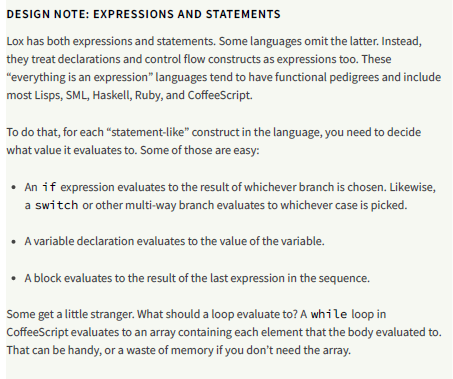 DESIGN NOTE: EXPRESSIONS AND STATEMENTS
Lox has both expressions and statements. Some languages omit the latter. Instead,
they treat declarations and control flow constructs as expressions too. These
“everything is an expression” languages tend to have functional pedigrees and include
most Lisps, SML, Haskell, Ruby, and CoffeeScript.
To do that, for each “statement-like” construct in the language, you need to decide
what value it evaluates to. Some of those are easy:
• An if expression evaluates to the result of whichever branch is chosen. Likewise,
a switch or other multi-way branch evaluates to whichever case is picked.
• A variable declaration evaluates to the value of the variable.
• A block evaluates to the result of the last expression in the sequence.
Some get a little stranger. What should a loop evaluate to? A while loop in
CoffeeScript evaluates to an array containing each element that the body evaluated to.
That can be handy, or a waste of memory if you don’t need the array.